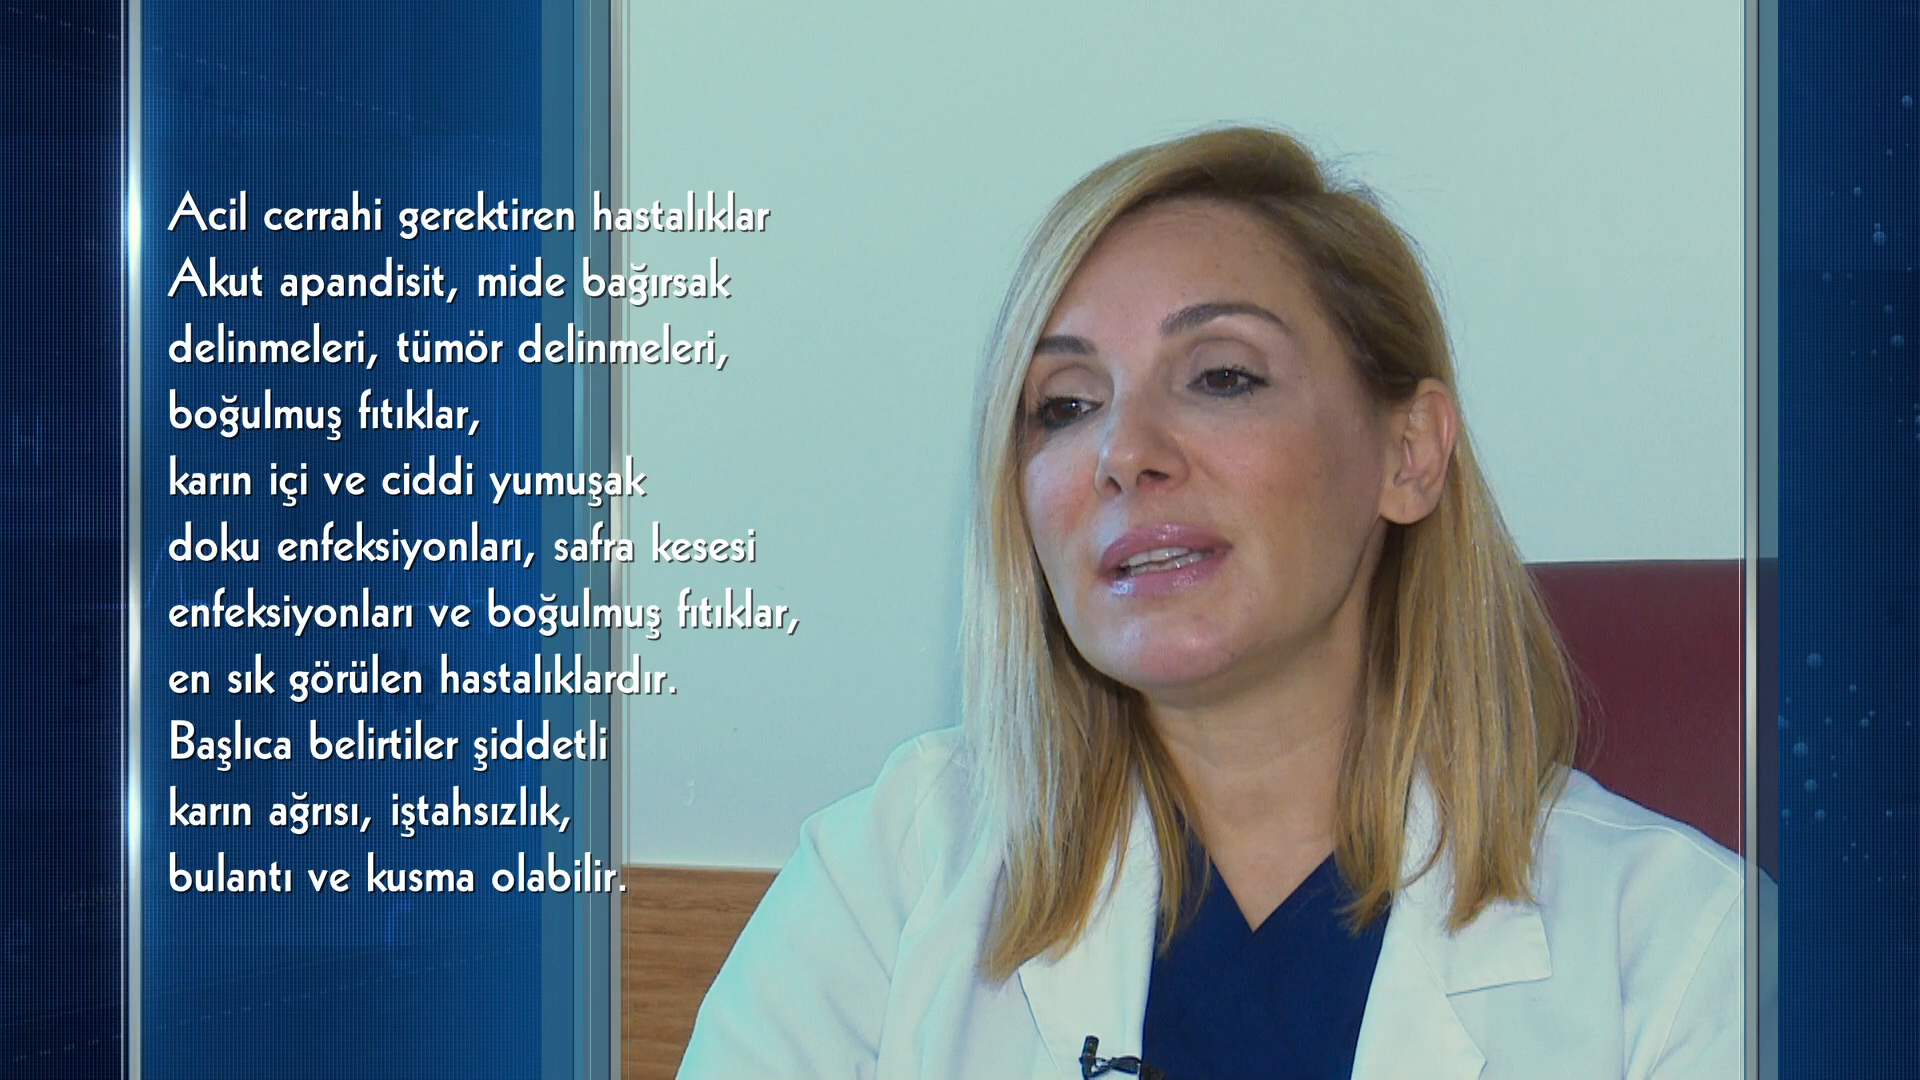 Acil cerrahi gerektiren hastalıklar
Akut apandisit, mide bağırsak
delinmeleri, tümör delinmeleri,
boğulmuş fıtıklar,
karın içi ve ciddi yumuşak
doku enfeksiyonları, safra kesesi
enfeksiyonları ve boğulmuş fıtıklar,
en sık görülen hastalıklardır.
Başlıca belirtiler şiddetli
karın ağrısı, iştahsızlık,
bulantı ve kusma olabilir.